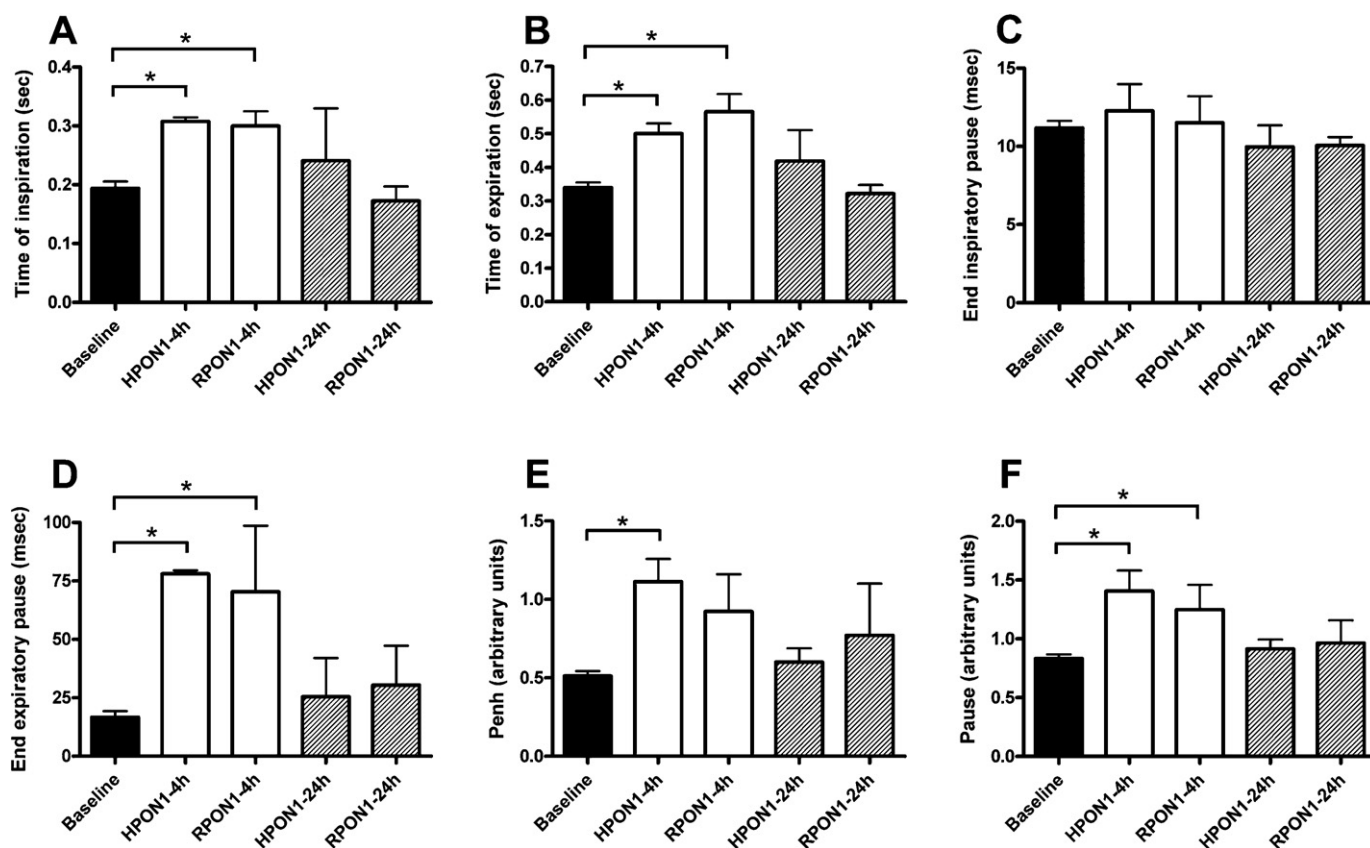 A
Time of inspiration (sec)
0.4
0.3
0.2
0.1
0.0
*
*
Baseline
HPON1-4h
RPON1-4h
HPON1-24h
RPON1-24h
B
Time of expiration (sec)
0.7
0.6
0.5
0.4
0.3
0.2
0.1
0.0
*
*
Baseline
HPON1-4h
RPON1-4h
HPON1-24h
RPON1-24h
C
End inspiratory pause (msec)
15
10
5
0
Baseline
HPON1-4h
RPON1-4h
HPON1-24h
RPON1-24h
D
End expiratory pause (msec)
100
75
50
25
0
*
*
Baseline
HPON1-4h
RPON1-4h
HPON1-24h
RPON1-24h
E
Penh (arbitrary units)
1.5
1.0
0.5
0.0
*
Baseline
HPON1-4h
RPON1-4h
HPON1-24h
RPON1-24h
F
Pause (arbitrary units)
2.0
1.5
1.0
0.5
0.0
*
*
Baseline
HPON1-4h
RPON1-4h
HPON1-24h
RPON1-24h